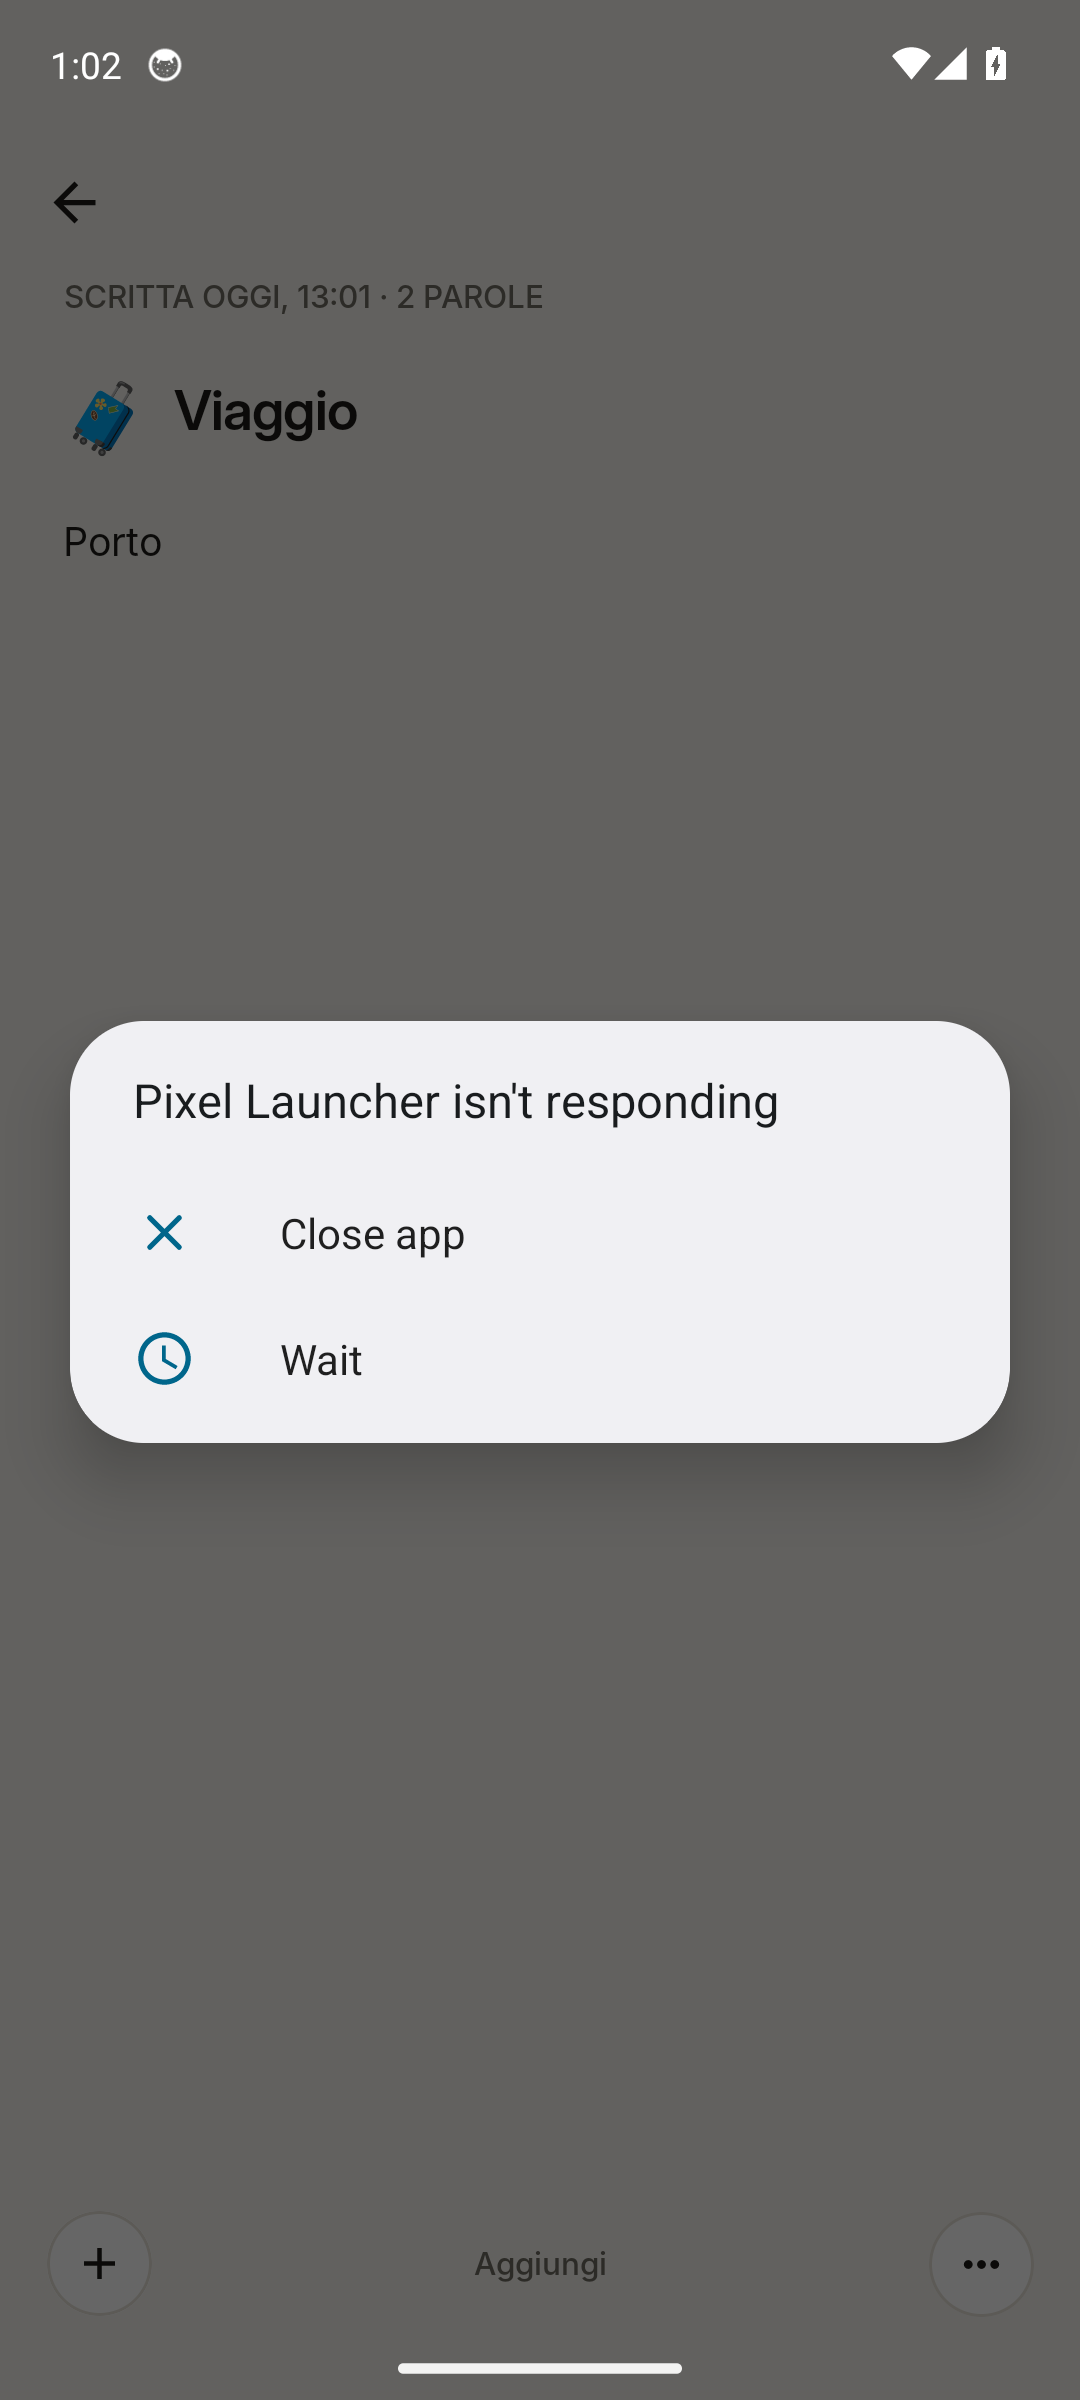 1:02
SCRITTA OGGI, 13:01 · 2 PAROLE
Viaggio
Porto
Pixel Launcher isn't responding
Close app
Wait
Aggiungi